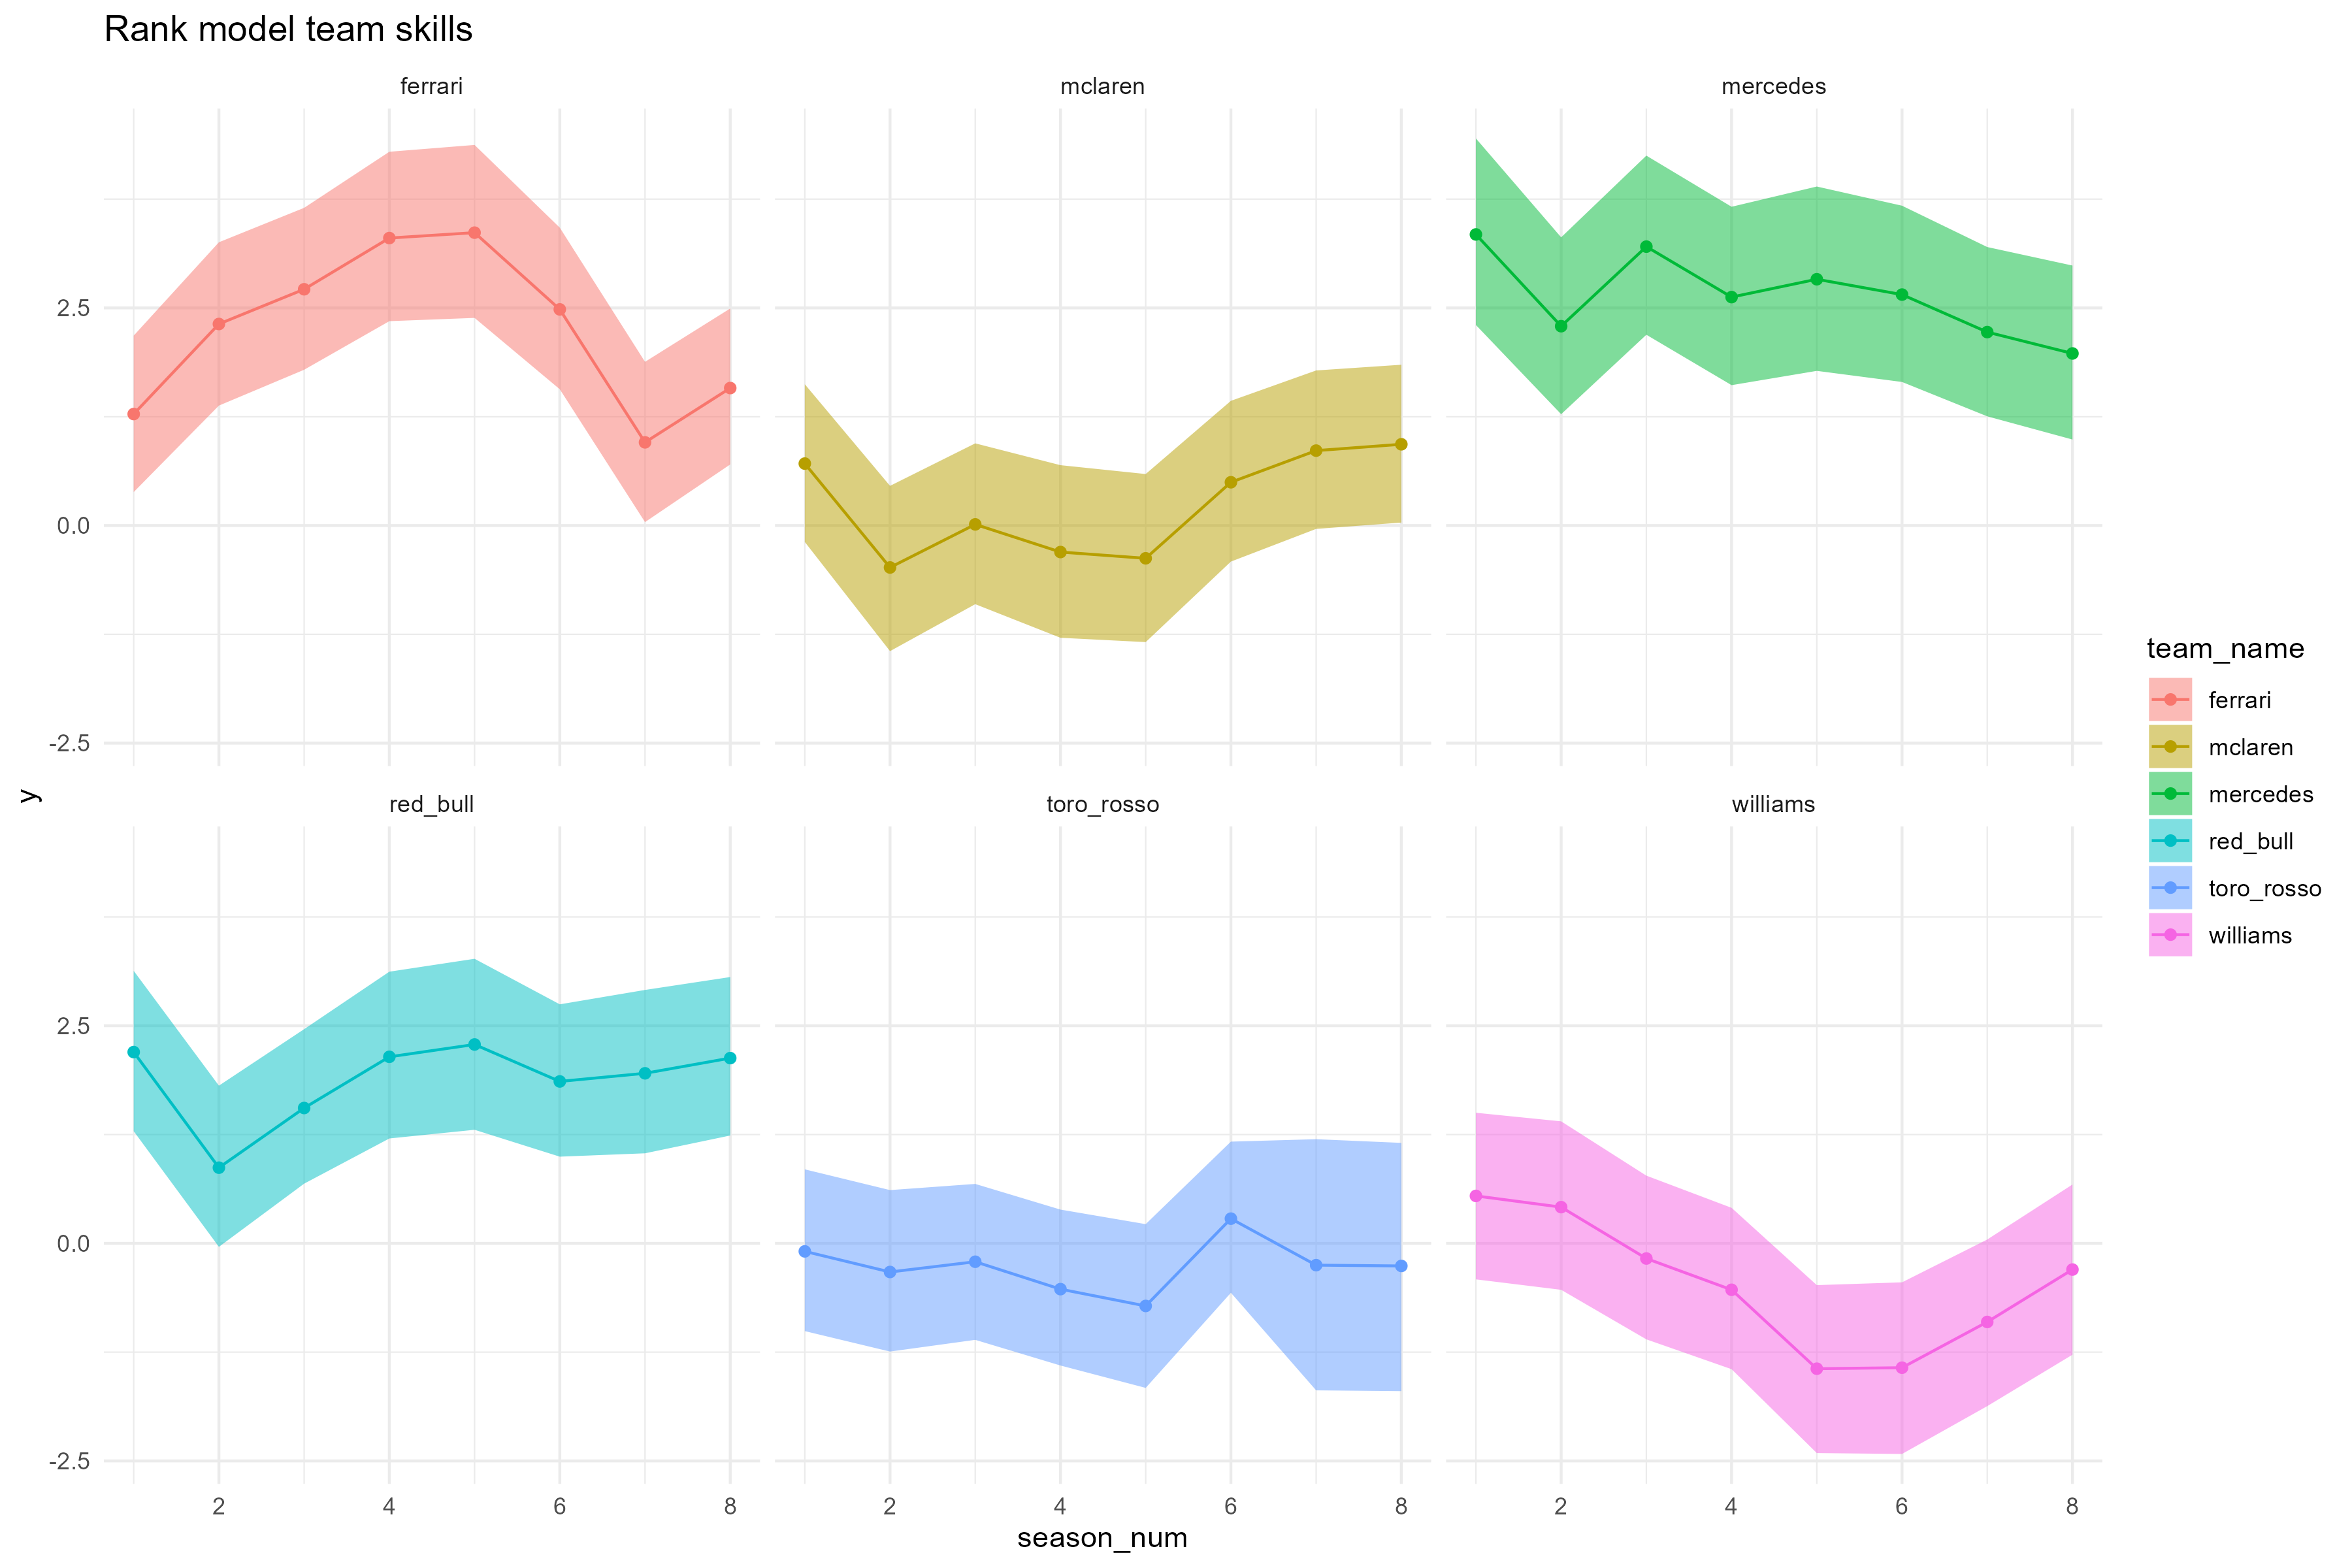 Rank model team skills
ferrari
mclaren
mercedes
2.5
0.0
-2.5
y
red_bull
toro_rosso
williams
2.5
0.0
-2.5
2 4 6 8
2 4 6 8
2 4 6 8
season_num
team_name
ferrari
mclaren
mercedes
red_bull
toro_rosso
williams